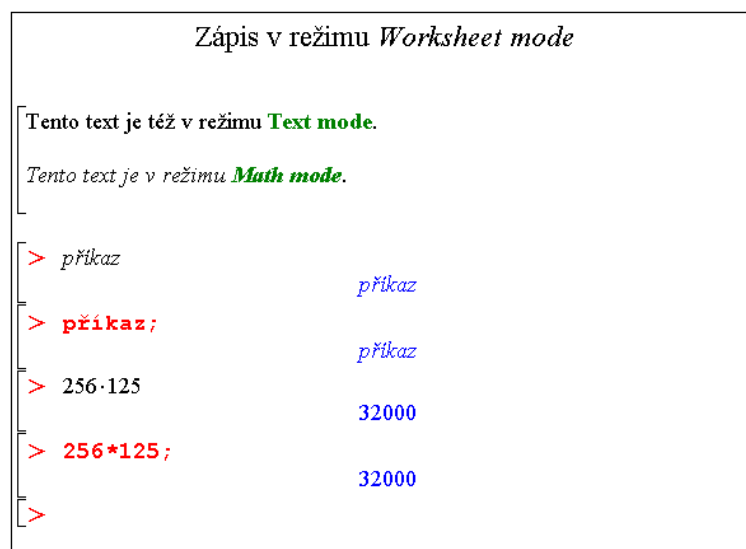 Zápis v režimu Worksheet mode
Tento text je též v režimu Text mode.
Tento text je v režimu Math mode.
> příkaz
příkaz
> příkaz;
příkaz
> 256·125
32000
> 256*125;
32000
>